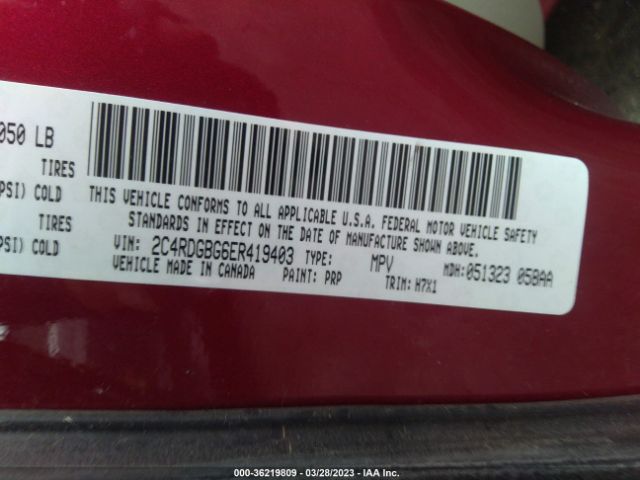 050 LB
TIRES
PSI) COLD
TIRES
PSI) COLD
THIS VEHICLE CONFORMS TO ALL APPLICABLE U.S.A. FEDERAL MOTOR VEHICLE SAFETY
STANDARDS IN EFFECT ON THE DATE OF MANUFACTURE SHOWN ABOVE.
VIN: 2C4RDGBG6ER419403 TYPE: MPV MDH:051323 058AA
VEHICLE MADE IN CANADA PAINT: PRP TRIM: H7X1
000-36219809 — 03/28/2023 — IAA Inc.